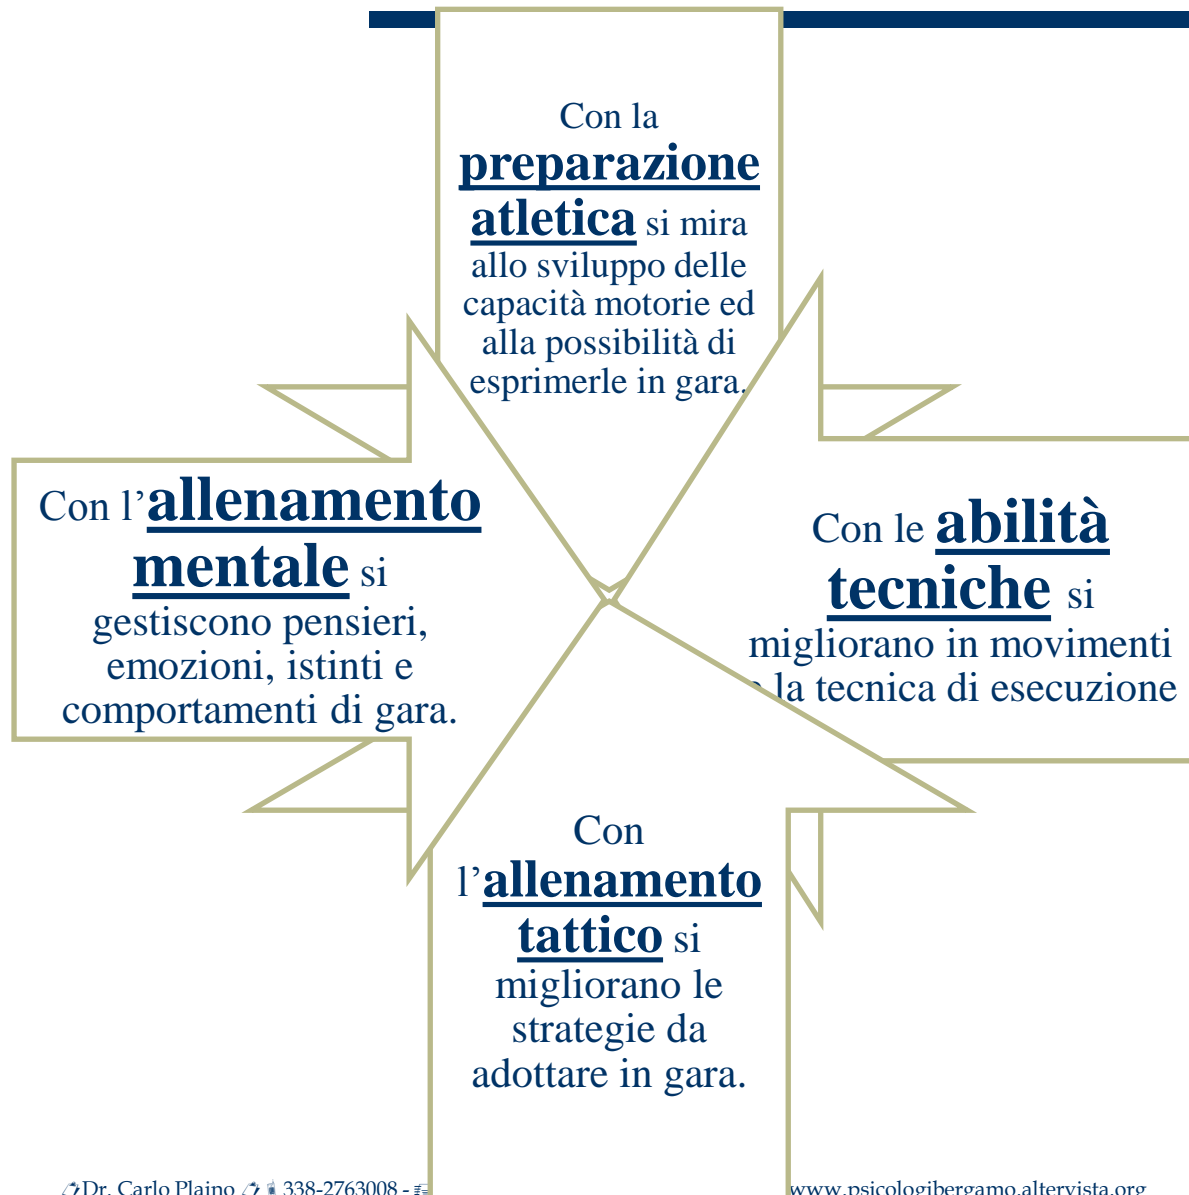 Con la
preparazione
atletica si mira
allo sviluppo delle
capacità motorie ed
alla possibilità di
esprimerle in gara.
Con l’allenamento
mentale si
gestiscono pensieri,
emozioni, istinti e
comportamenti di gara.
Con le abilità
tecniche si
migliorano in movimenti
la tecnica di esecuzione
Con
l’allenamento
tattico si
migliorano le
strategie da
adottare in gara.
Dr. Carlo Plaino 338-2763008 - www.psicologibergamo.altervista.org